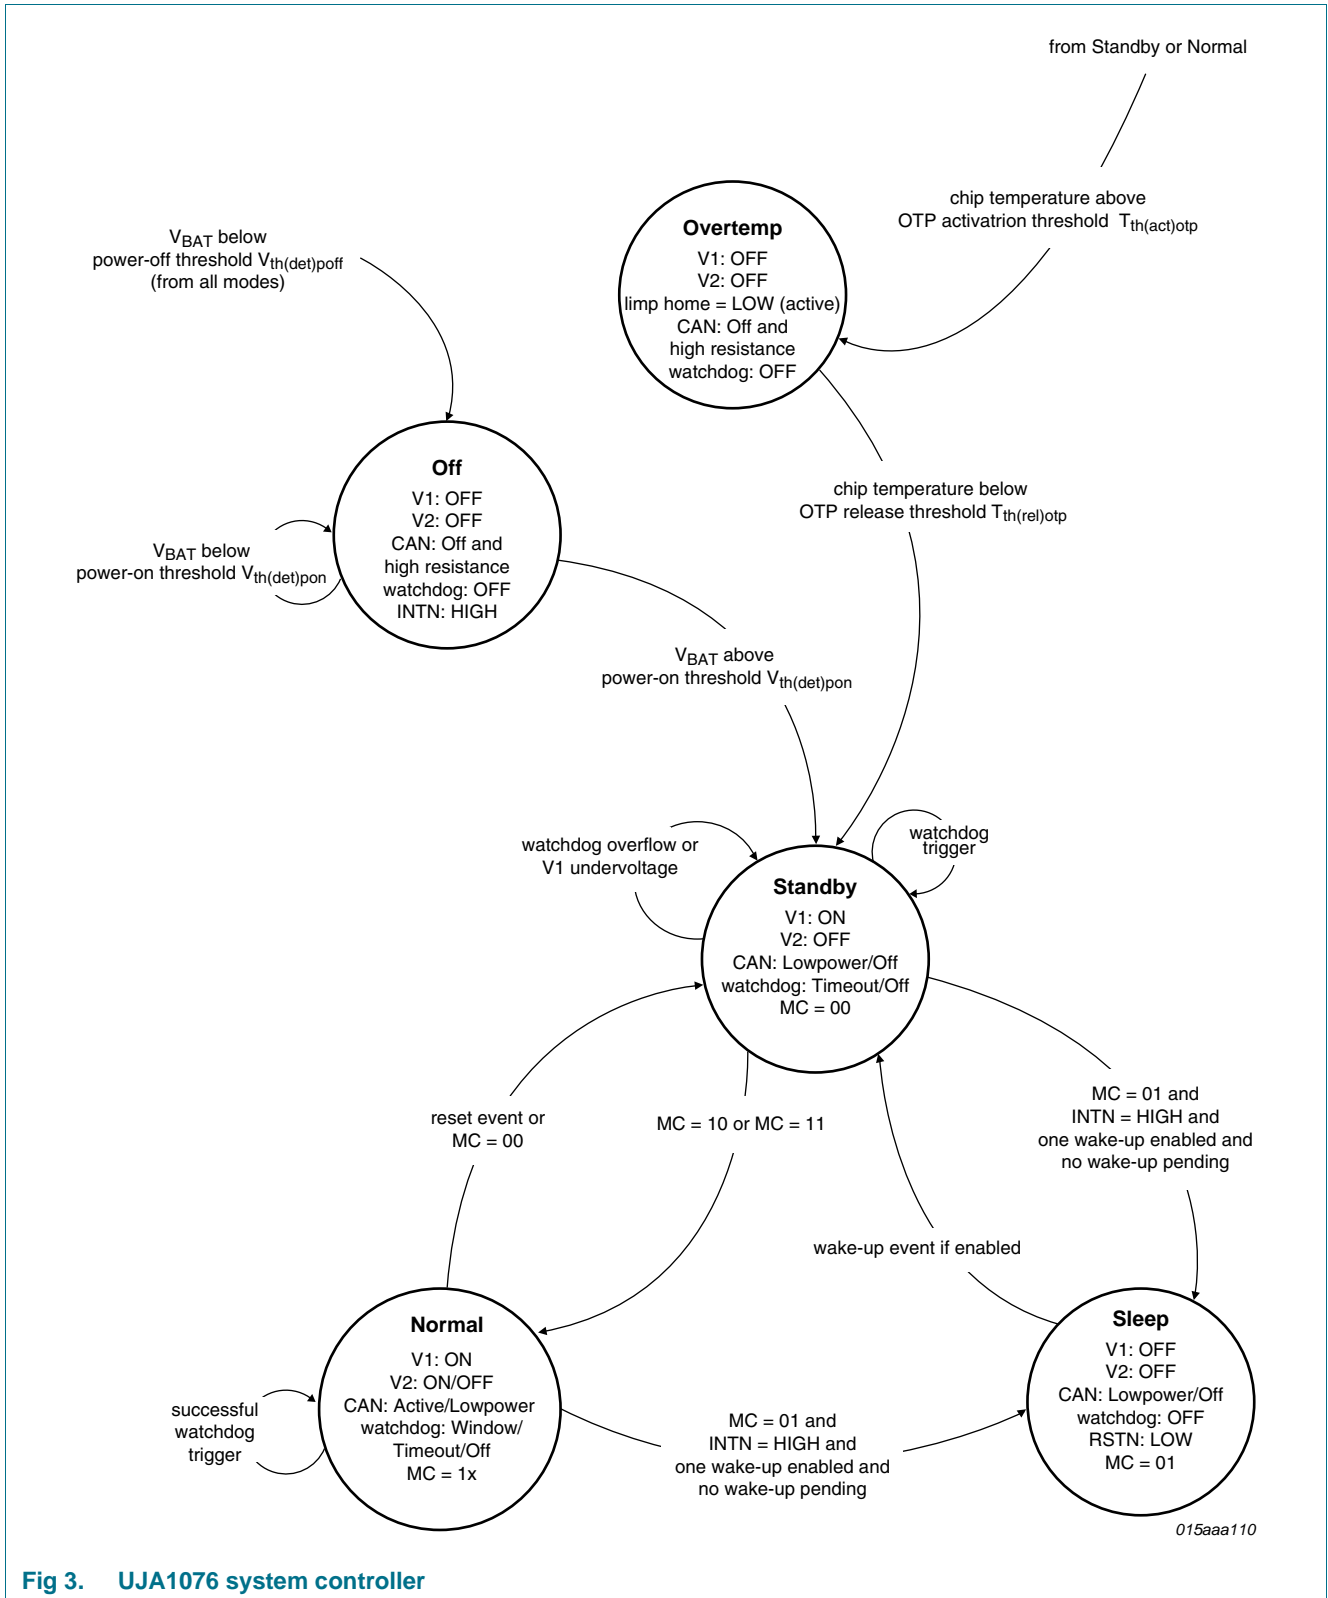 from Standby or Normal
chip temperature above
OTP activatrion threshold Tth(act)otp
Overtemp
V1: OFF
V2: OFF
limp home = LOW (active)
CAN: Off and
high resistance
watchdog: OFF
VBAT below
power-off threshold Vth(det)poff
(from all modes)
Off
V1: OFF
V2: OFF
CAN: Off and
high resistance
watchdog: OFF
INTN: HIGH
VBAT below
power-on threshold Vth(det)pon
chip temperature below
OTP release threshold Tth(rel)otp
VBAT above
power-on threshold Vth(det)pon
watchdog overflow or
V1 undervoltage
watchdog
trigger
Standby
V1: ON
V2: OFF
CAN: Lowpower/Off
watchdog: Timeout/Off
MC = 00
reset event or
MC = 00
MC = 10 or MC = 11
MC = 01 and
INTN = HIGH and
one wake-up enabled and
no wake-up pending
wake-up event if enabled
Normal
V1: ON
V2: ON/OFF
CAN: Active/Lowpower
watchdog: Window/
Timeout/Off
MC = 1x
successful
watchdog
trigger
MC = 01 and
INTN = HIGH and
one wake-up enabled and
no wake-up pending
Sleep
V1: OFF
V2: OFF
CAN: Lowpower/Off
watchdog: OFF
RSTN: LOW
MC = 01
015aaa110
Fig 3. UJA1076 system controller